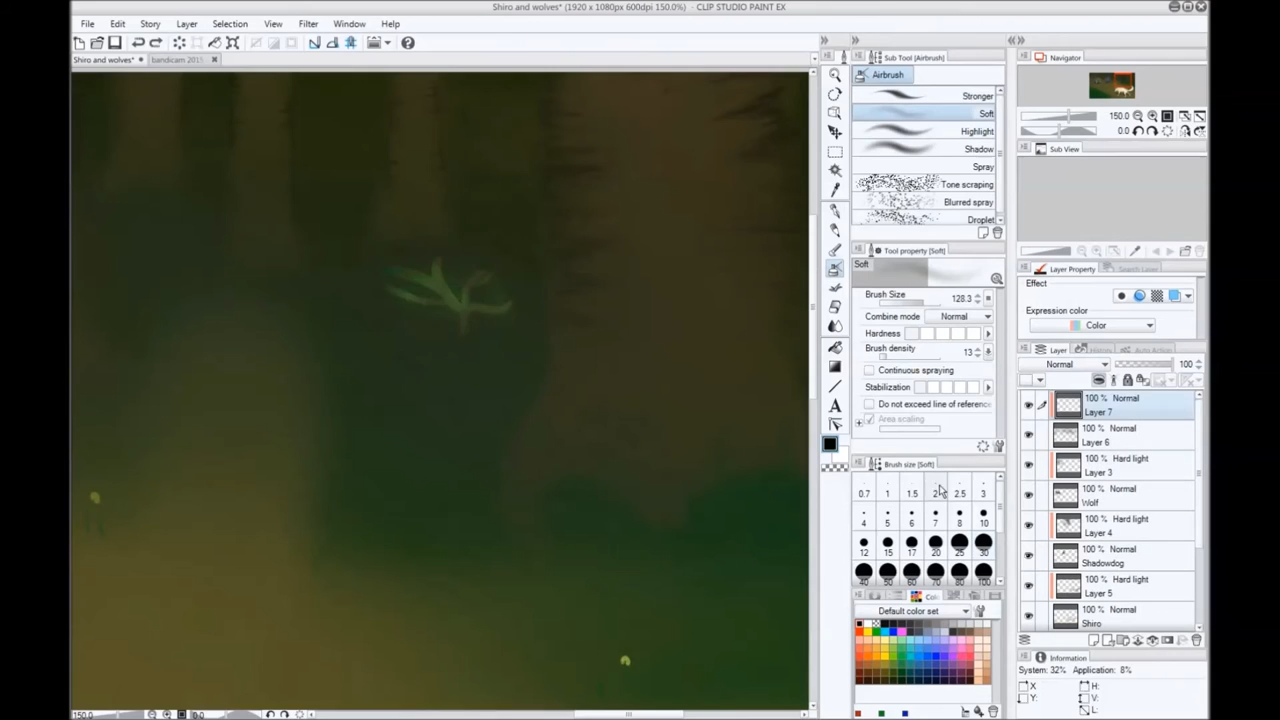 Shiro and wolves* (1920 x 1080px 600dpi 150.0%) - CLIP STUDIO PAINT EX
File Edit Story Layer Selection View Filter Window Help
Shiro and wolves*
Sub Tool [Airbrush]
Airbrush
Stronger
Soft
Highlight
Shadow
Spray
Tone scraping
Blurred spray
Droplet
Tool property [Soft]
Soft
Brush Size 128.3
Combine mode Normal
Hardness
Brush density 13
Continuous spraying
Stabilization
Do not exceed line of reference
Area scaling
Brush size [Soft]
0.7 1 1.5 2 2.5 3
4 5 6 7 8 10
12 15 17 20 25 30
40 50 60 70 80 100
Default color set
Navigator
150.0
0.0
Sub View
Layer Property Search Layer
Effect
Expression color
Color
Layer History Auto Action
Normal 100
100 % Normal
Layer 7
100 % Normal
Layer 6
100 % Hard light
Layer 3
100 % Normal
Wolf
100 % Hard light
Layer 4
100 % Normal
Shadowdog
100 % Hard light
Layer 5
100 % Normal
Shiro
Information
System: 32% Application: 8%
X H:
Y: V:
L:
150.0 0.0